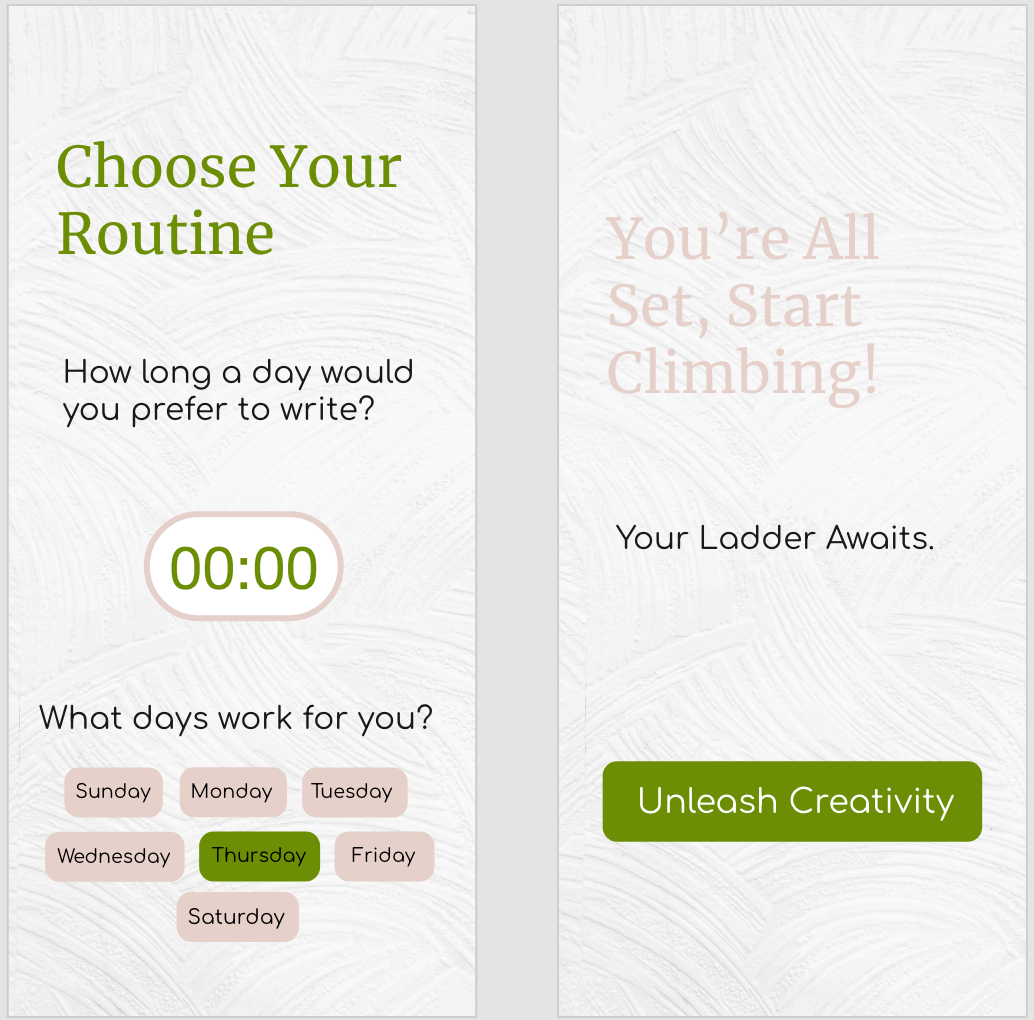 Choose Your
Routine
How long a day would
you prefer to write?
00:00
What days work for you?
Sunday Monday Tuesday
Wednesday Thursday Friday
Saturday
You’re All
Set, Start
Climbing!
Your Ladder Awaits.
Unleash Creativity